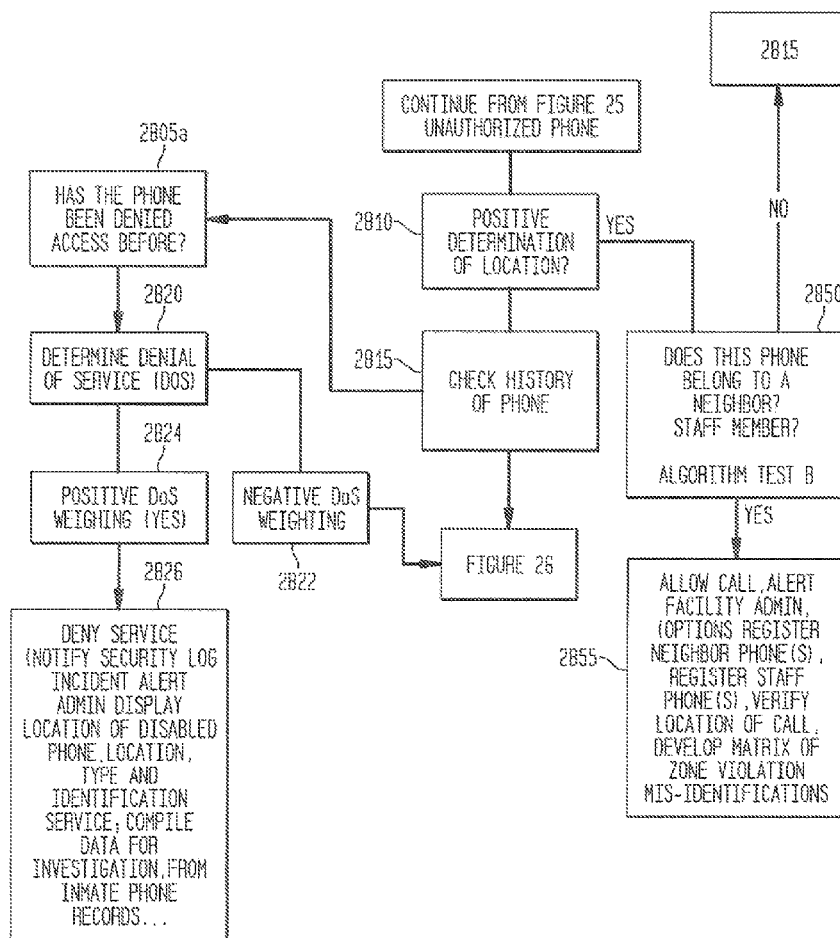 2815
CONTINUE FROM FIGURE 25
UNAUTHORIZED PHONE
2805a
HAS THE PHONE
BEEN DENIED
ACCESS BEFORE?
2810
POSITIVE
DETERMINATION
OF LOCATION?
YES
NO
2820
DETERMINE DENIAL
OF SERVICE (DOS)
2815
CHECK HISTORY
OF PHONE
2850
DOES THIS PHONE
BELONG TO A
NEIGHBOR?
STAFF MEMBER?
ALGORITHM TEST B
2824
POSITIVE DoS
WEIGHING (YES)
NEGATIVE DoS
WEIGHTING
2822
FIGURE 26
YES
2826
DENY SERVICE
(NOTIFY SECURITY LOG
INCIDENT ALERT
ADMIN DISPLAY
LOCATION OF DISABLED
PHONE,LOCATION,
TYPE AND
IDENTIFICATION
SERVICE;COMPILE
DATA FOR
INVESTIGATION,FROM
INMATE PHONE
RECORDS...
2855
ALLOW CALL,ALERT
FACILITY ADMIN,
(OPTIONS REGISTER
NEIGHBOR PHONE(S),
REGISTER STAFF
PHONE(S),VERIFY
LOCATION OF CALL,
DEVELOP MATRIX OF
ZONE VIOLATION
MIS-IDENTIFICATIONS